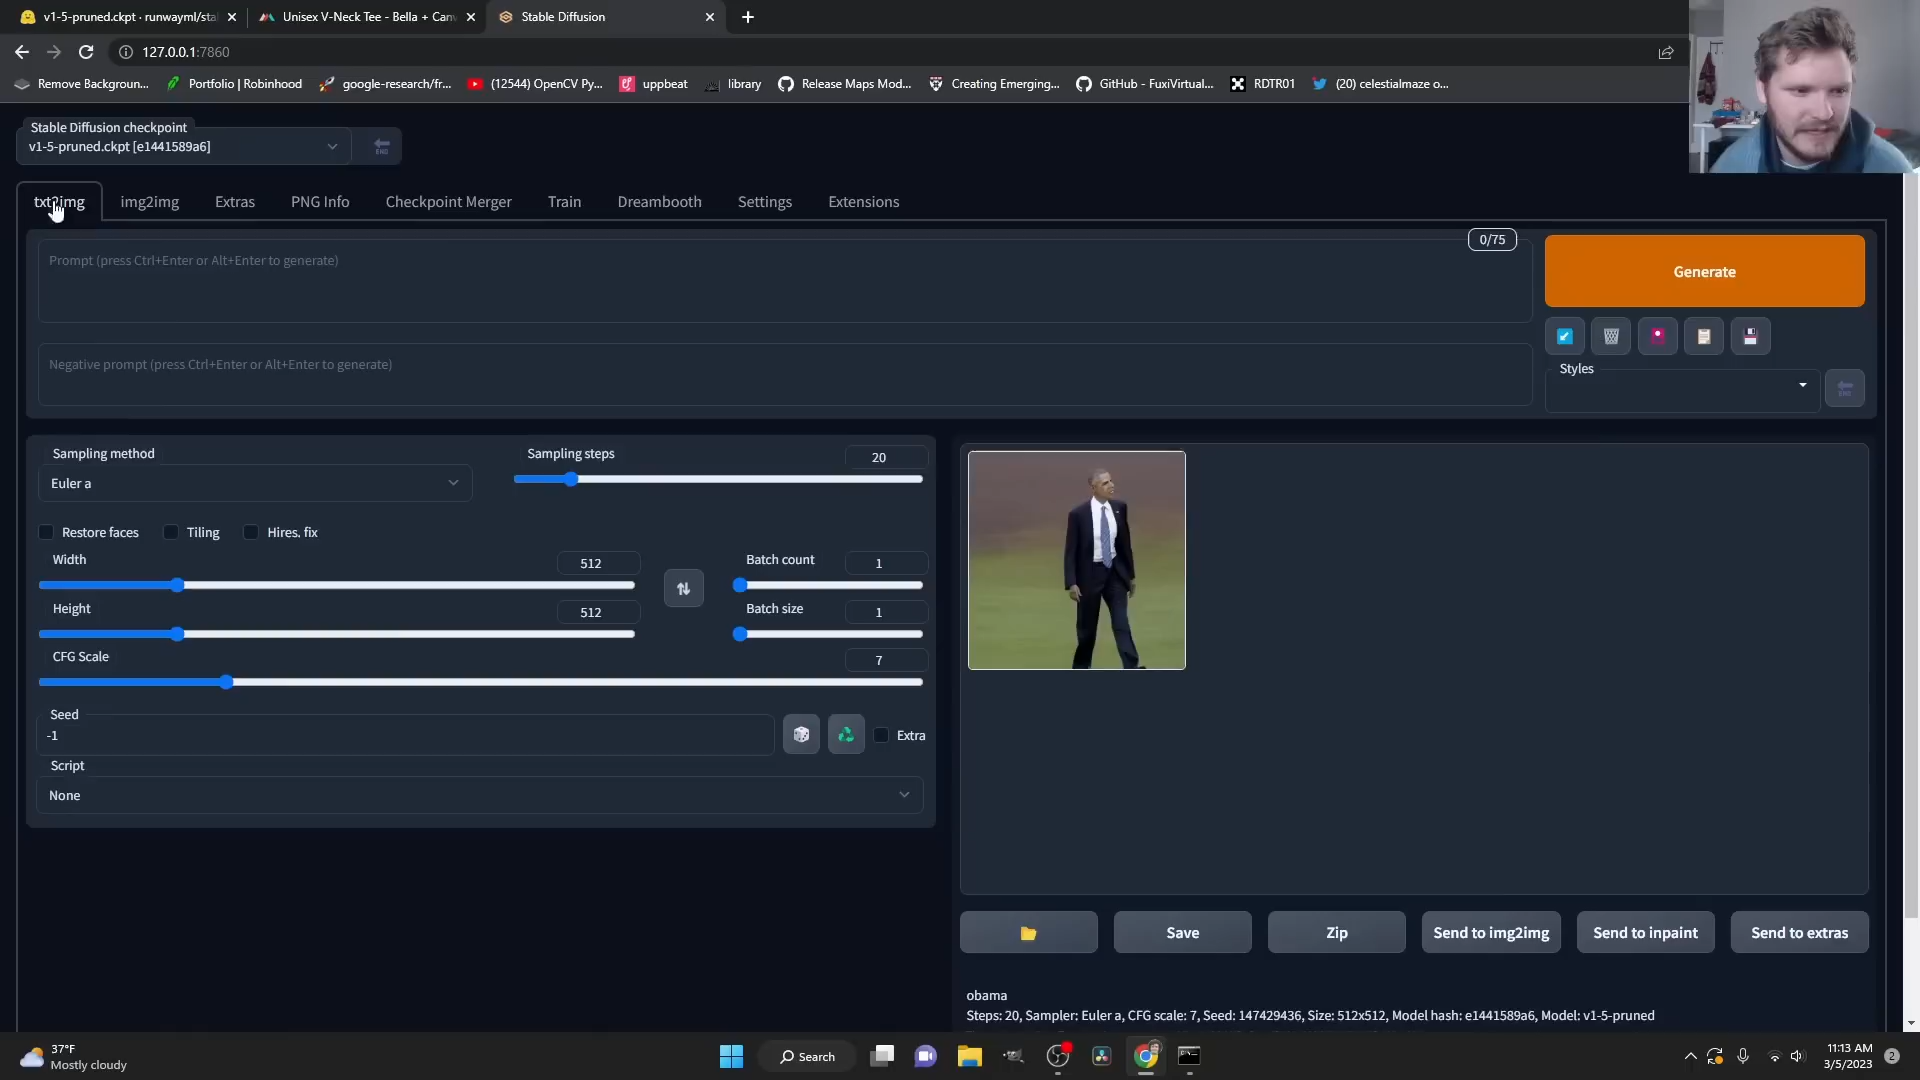 v1-5-pruned.ckpt · runwayml/sta
Unisex V-Neck Tee - Bella + Can
Stable Diffusion
127.0.0.1:7860
Remove Backgroun...
Portfolio | Robinhood
google-research/fr...
(12544) OpenCV Py...
uppbeat
library
Release Maps Mod...
Creating Emerging...
GitHub - FuxiVirtual...
RDTR01
(20) celestialmaze o...
Stable Diffusion checkpoint
v1-5-pruned.ckpt [e1441589a6]
txt2img
img2img
Extras
PNG Info
Checkpoint Merger
Train
Dreambooth
Settings
Extensions
0/75
Prompt (press Ctrl+Enter or Alt+Enter to generate)
Generate
Negative prompt (press Ctrl+Enter or Alt+Enter to generate)
Styles
Sampling method
Euler a
Sampling steps
20
Restore faces
Tiling
Hires. fix
Width
512
Batch count
1
Height
512
Batch size
1
CFG Scale
7
Seed
-1
Extra
Script
None
Save
Zip
Send to img2img
Send to inpaint
Send to extras
obama
Steps: 20, Sampler: Euler a, CFG scale: 7, Seed: 147429436, Size: 512x512, Model hash: e1441589a6, Model: v1-5-pruned
37°F
Mostly cloudy
Search
11:13 AM
3/5/2023
2